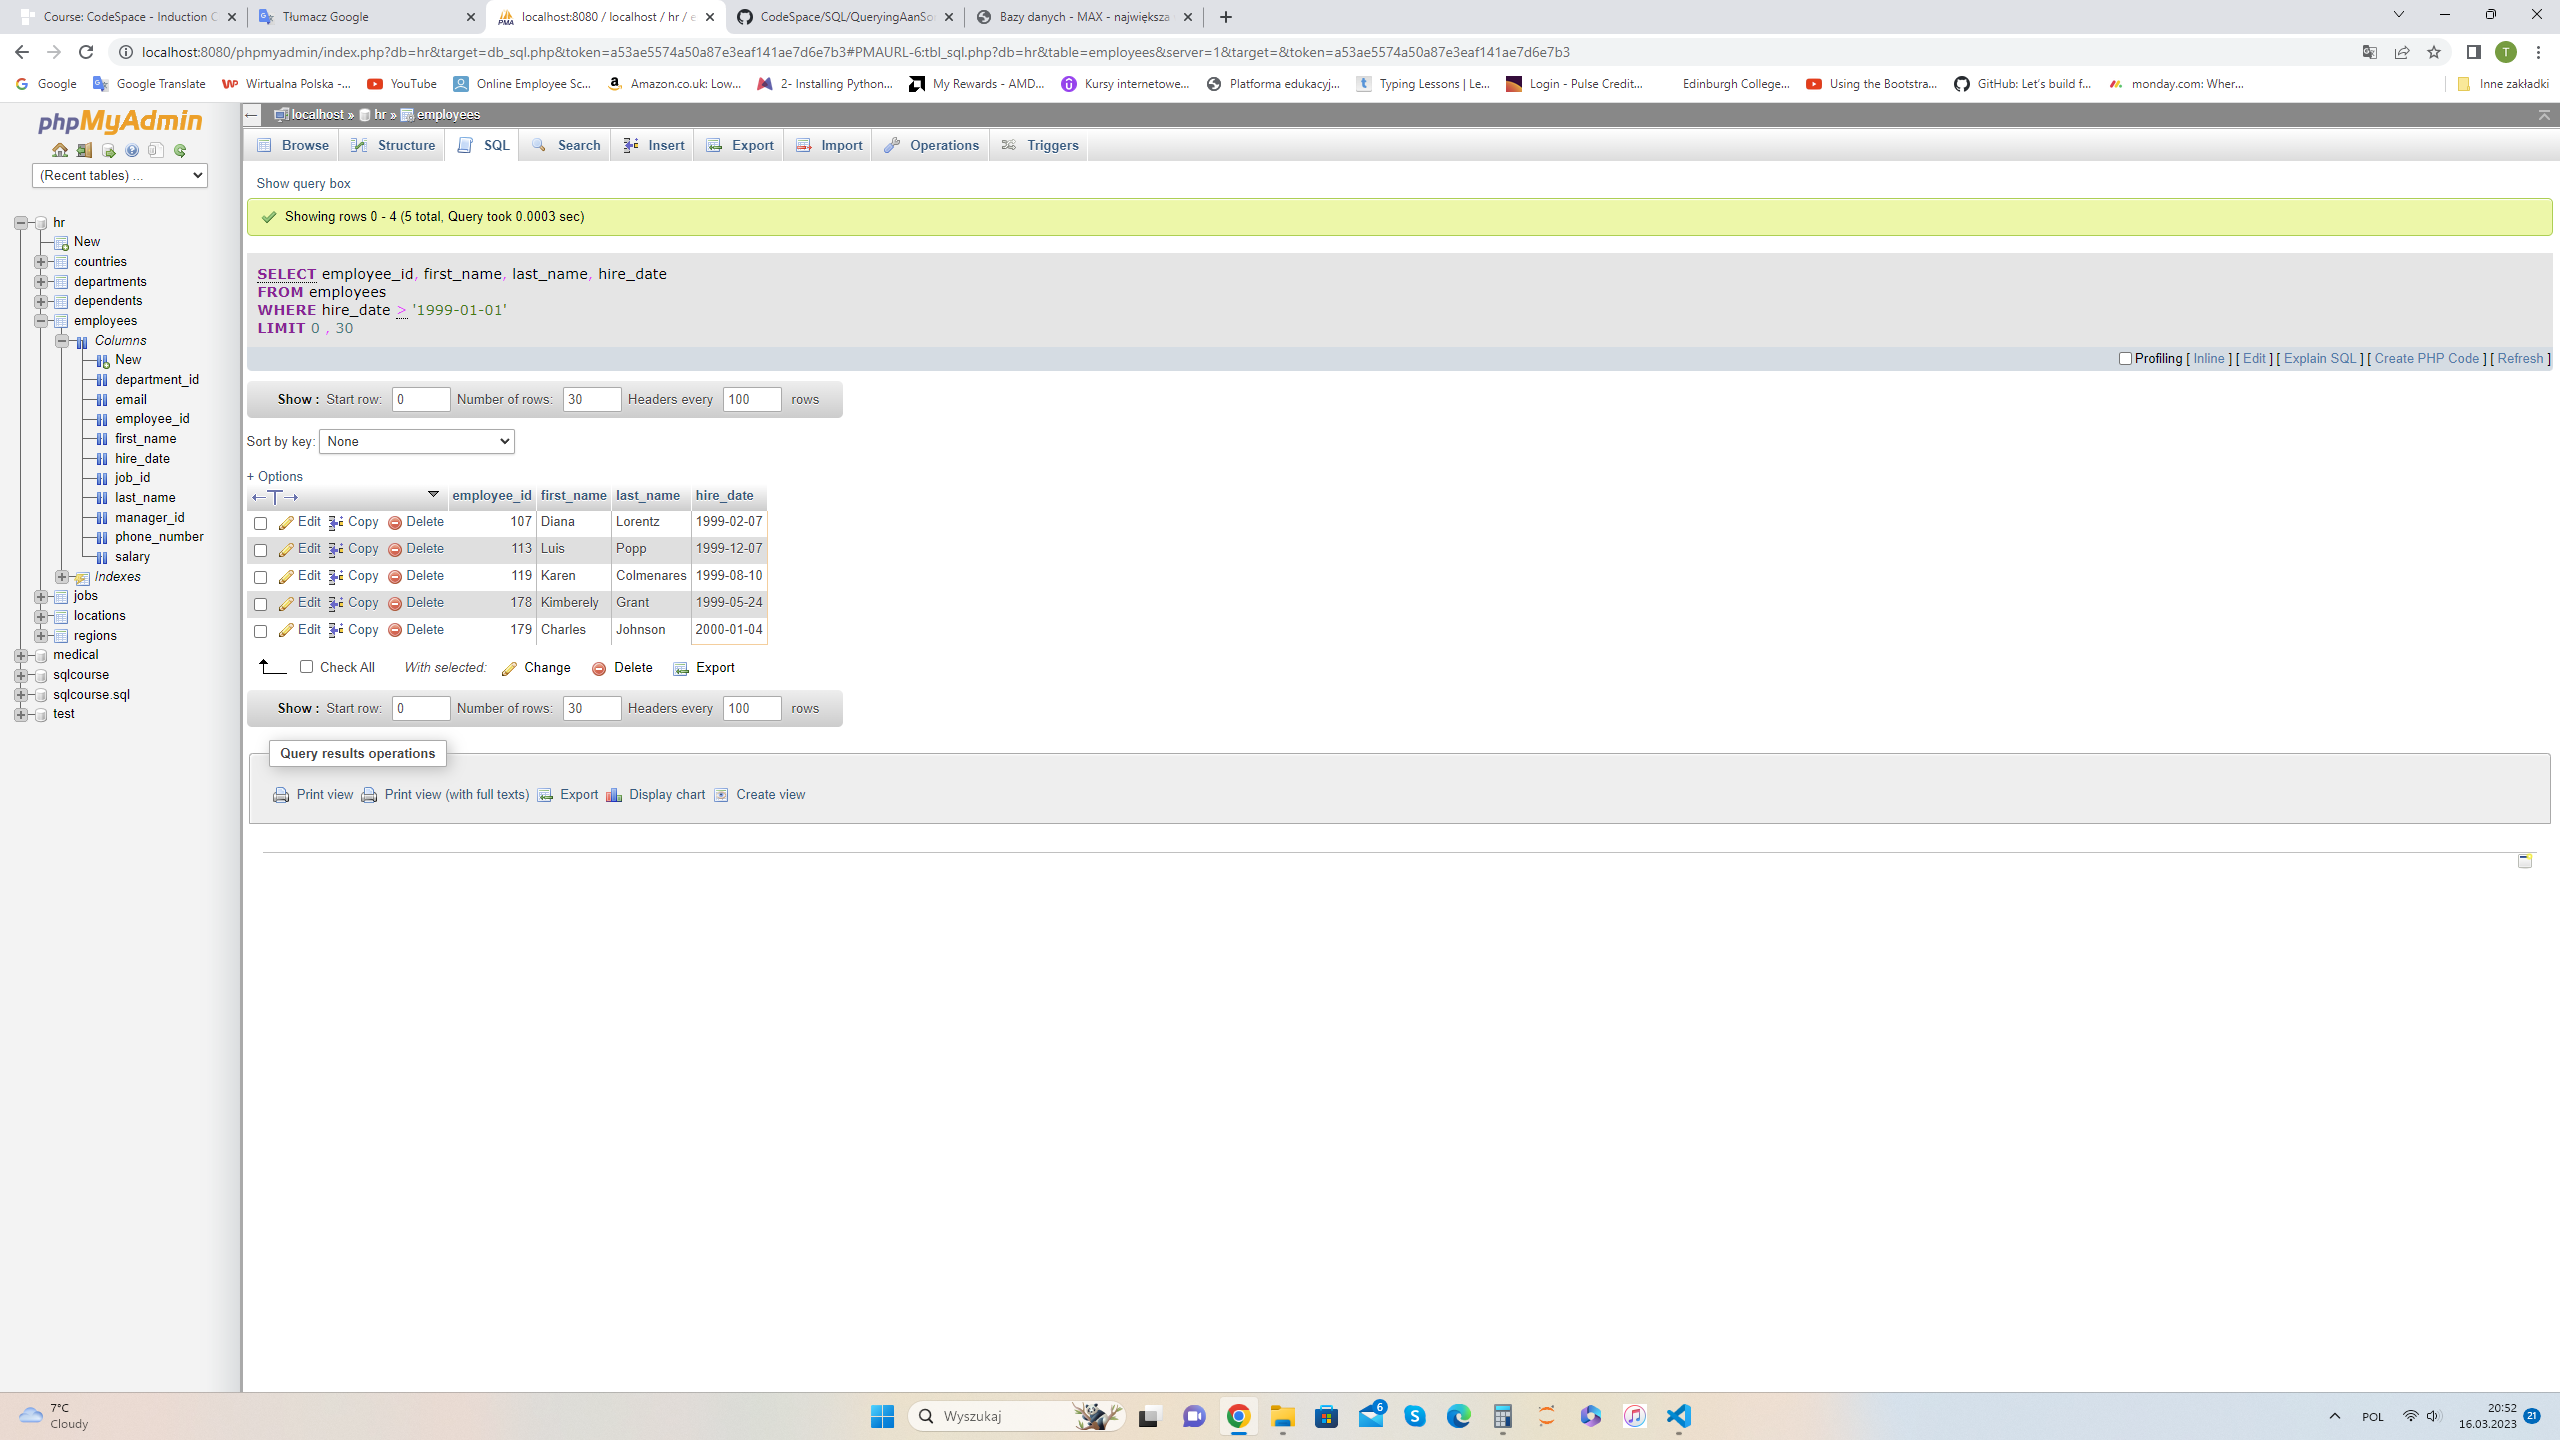 Course: CodeSpace - Induction C
Tłumacz Google
localhost:8080 / localhost / hr / e
CodeSpace/SQL/QueryingAanSo
Bazy danych - MAX - największa
localhost:8080/phpmyadmin/index.php?db=hr&target=db_sql.php&token=a53ae5574a50a87e3eaf141ae7d6e7b3#PMAURL-6:tbl_sql.php?db=hr&table=employees&server=1&target=&token=a53ae5574a50a87e3eaf141ae7d6e7b3
T
Google
Google Translate
Wirtualna Polska -...
YouTube
Online Employee Sc...
Amazon.co.uk: Low...
2- Installing Python...
My Rewards - AMD...
Kursy internetowe...
Platforma edukacyj...
Typing Lessons | Le...
Login - Pulse Credit...
Edinburgh College...
Using the Bootstra...
GitHub: Let's build f...
monday.com: Wher...
Inne zakładki
phpMyAdmin
(Recent tables) ...
hr
New
countries
departments
dependents
employees
Columns
New
department_id
email
employee_id
first_name
hire_date
job_id
last_name
manager_id
phone_number
salary
Indexes
jobs
locations
regions
medical
sqlcourse
sqlcourse.sql
test
localhost » hr » employees
Browse Structure SQL Search Insert Export Import Operations Triggers
Show query box
Showing rows 0 - 4 (5 total, Query took 0.0003 sec)
SELECT employee_id, first_name, last_name, hire_date
FROM employees
WHERE hire_date > '1999-01-01'
LIMIT 0 , 30
Profiling [ Inline ] [ Edit ] [ Explain SQL ] [ Create PHP Code ] [ Refresh ]
Show : Start row: 0 Number of rows: 30 Headers every 100 rows
Sort by key: None
+ Options
←T→ employee_id first_name last_name hire_date
Edit Copy Delete 107 Diana Lorentz 1999-02-07
Edit Copy Delete 113 Luis Popp 1999-12-07
Edit Copy Delete 119 Karen Colmenares 1999-08-10
Edit Copy Delete 178 Kimberely Grant 1999-05-24
Edit Copy Delete 179 Charles Johnson 2000-01-04
Check All With selected: Change Delete Export
Show : Start row: 0 Number of rows: 30 Headers every 100 rows
Query results operations
Print view Print view (with full texts) Export Display chart Create view
7°C
Cloudy
Wyszukaj
6
POL
20:52
16.03.2023
21